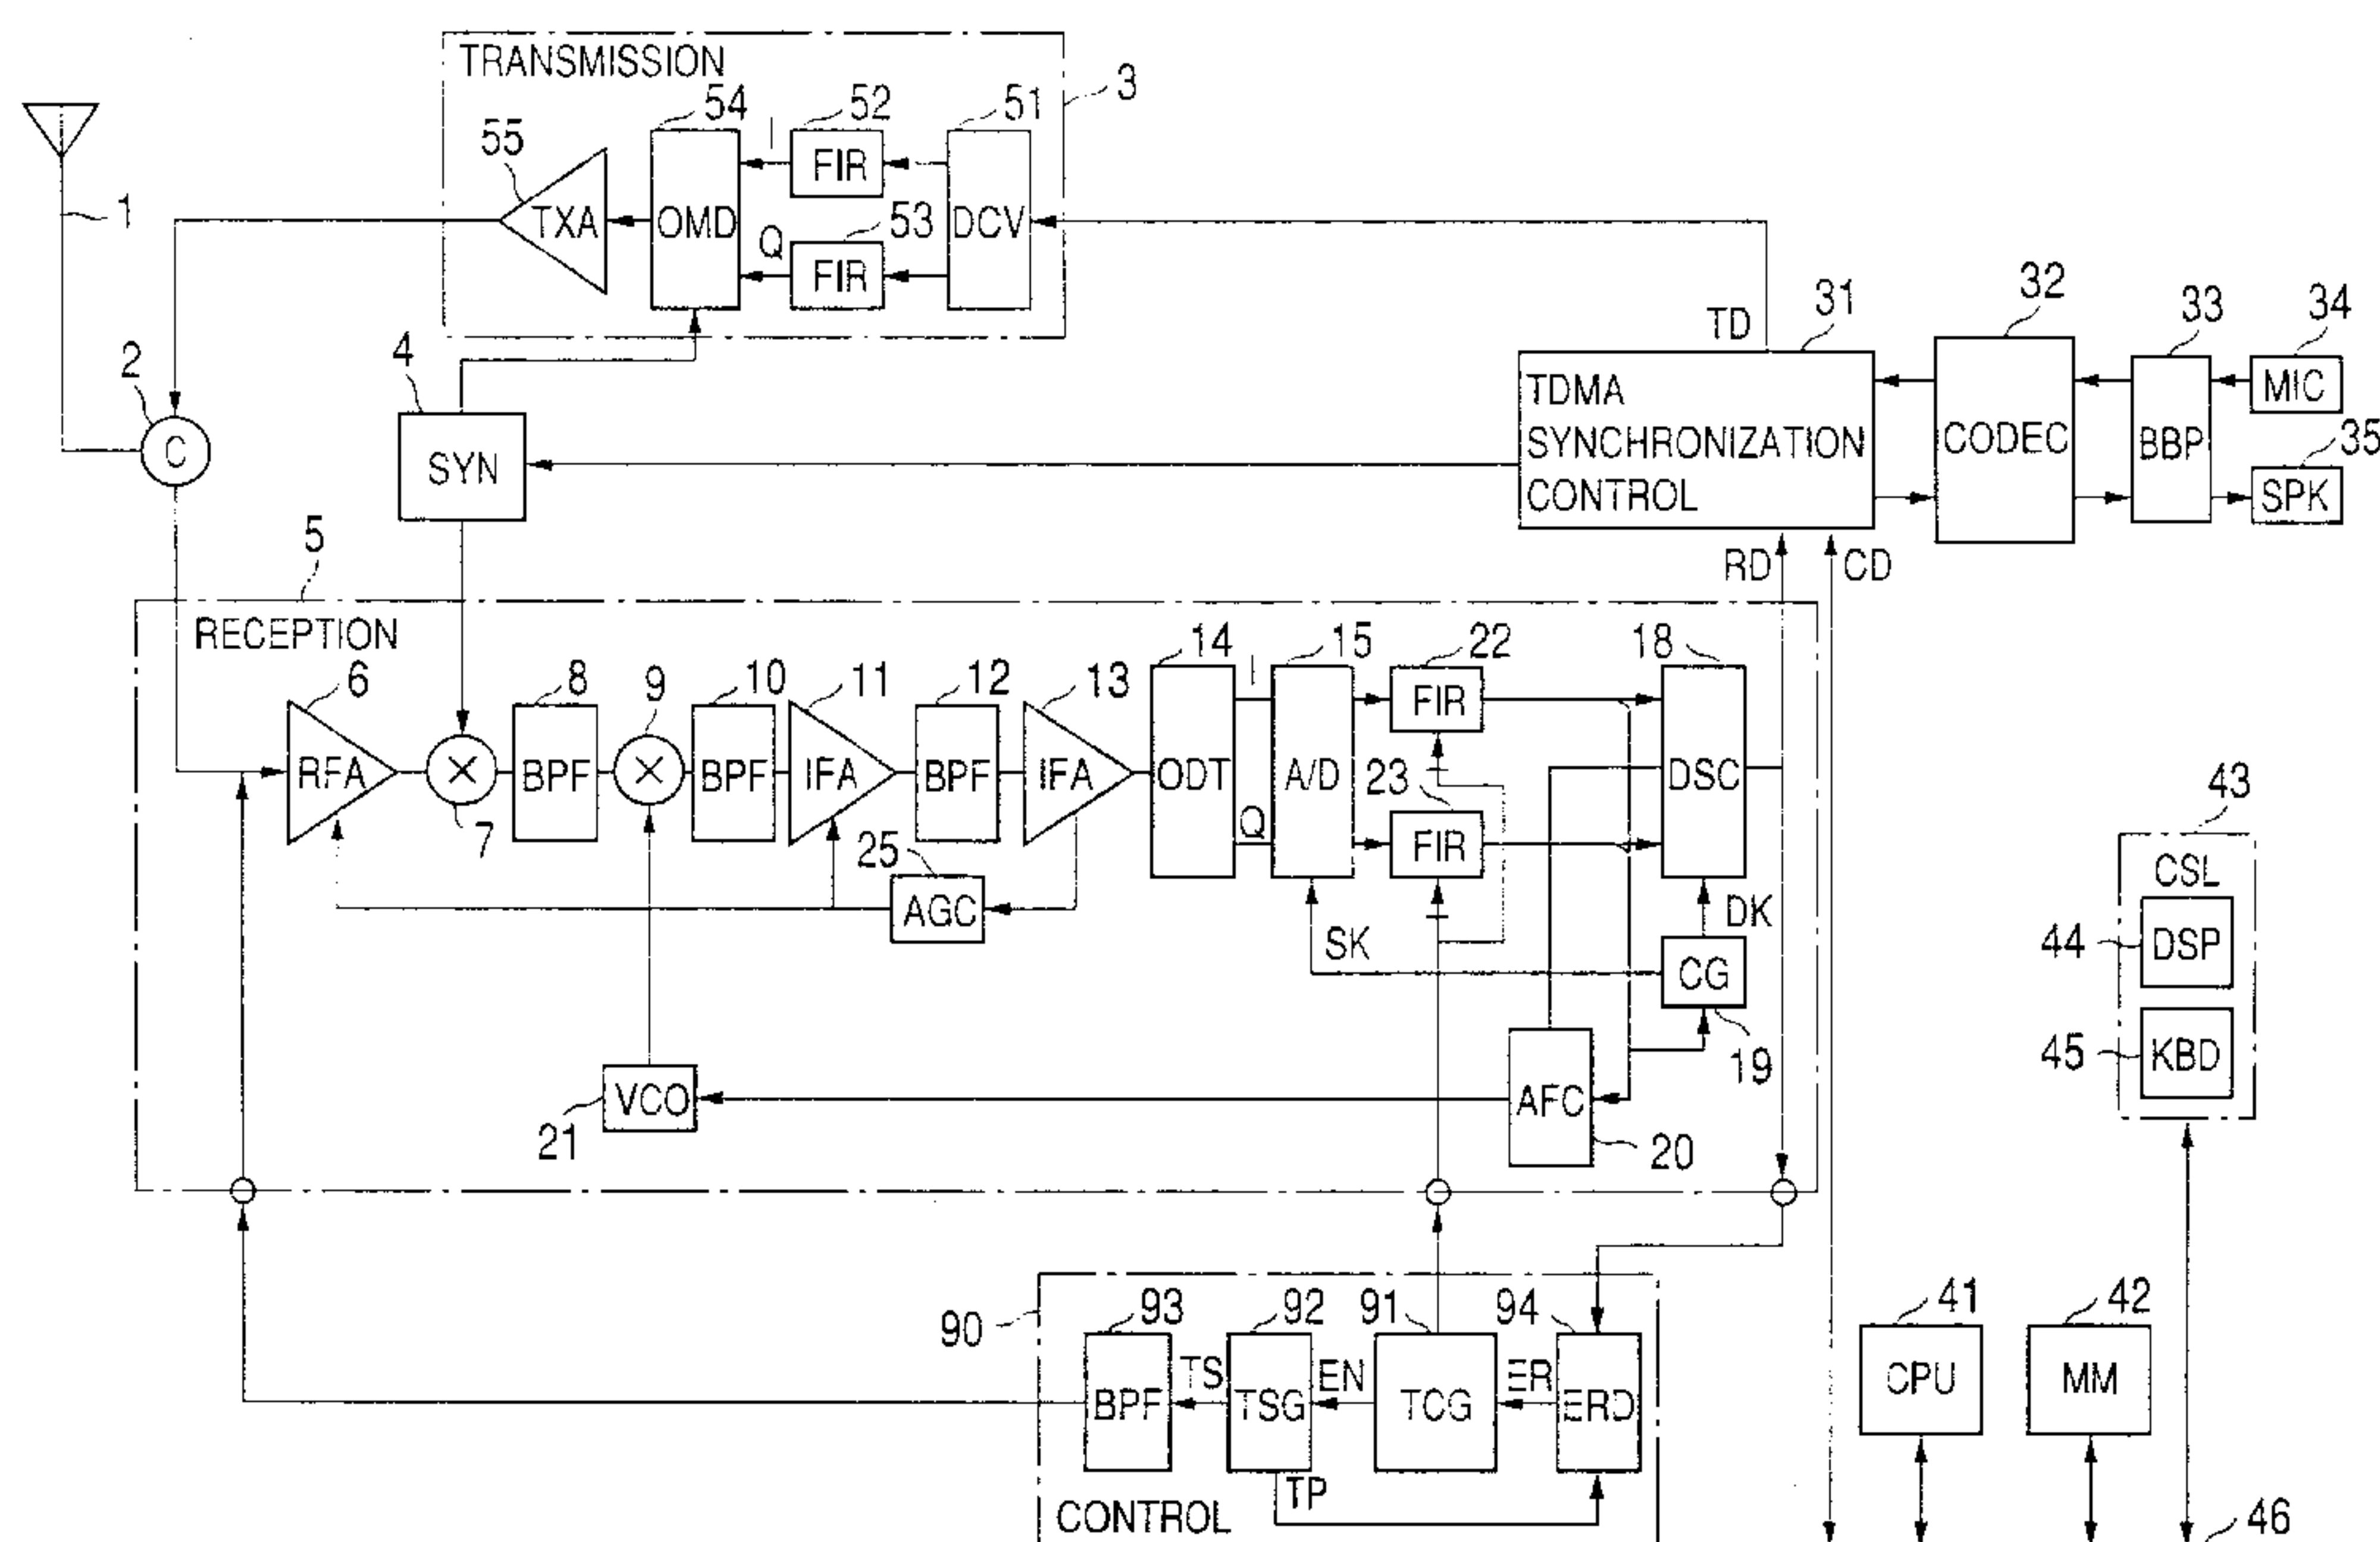 TRANSMISSION
3
54
52
51
55
I
FIR
TXA
OMD
DCV
1
Q
53
FIR
31
32
33
34
TD
2
4
TDMA
SYNCHRONIZATION
CONTROL
CODEC
BBP
MIC
35
SPK
C
SYN
5
RD
CD
RECEPTION
6
8
9
10
11
12
13
14
I
15
22
18
RFA
×
BPF
×
BPF
IFA
BPF
IFA
ODT
A/D
FIR
DSC
7
25
Q
23
FIR
43
AGC
SK
DK
CSL
44
DSP
CG
45
KBD
19
VCO
AFC
21
20
90
93
92
91
94
41
42
BPF
TS
TSG
EN
TCG
ER
ERD
CPU
MM
TP
CONTROL
46